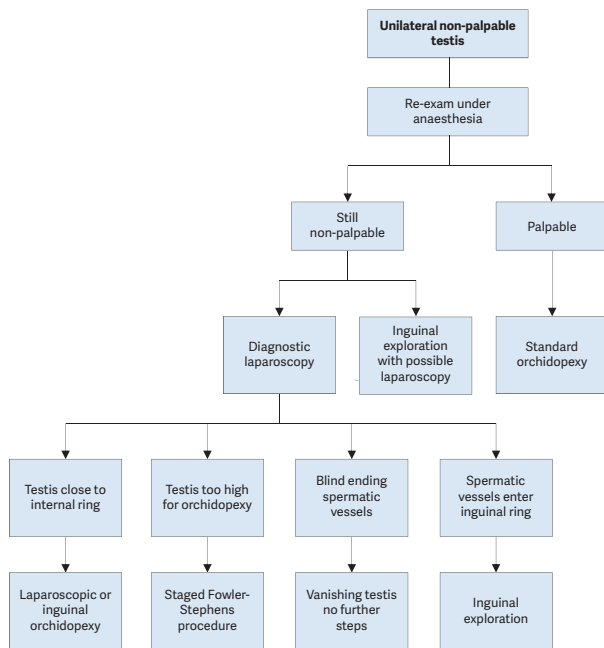 Unilateral non-palpable
testis
Re-exam under
anaesthesia
Still
non-palpable
Palpable
Diagnostic
laparoscopy
Inguinal
exploration
with possible
laparoscopy
Standard
orchidopexy
Testis close to
internal ring
Testis too high
for orchidopexy
Blind ending
spermatic
vessels
Spermatic
vessels enter
inguinal ring
Laparoscopic or
inguinal
orchidopexy
Staged Fowler-
Stephens
procedure
Vanishing testis
no further
steps
Inguinal
exploration